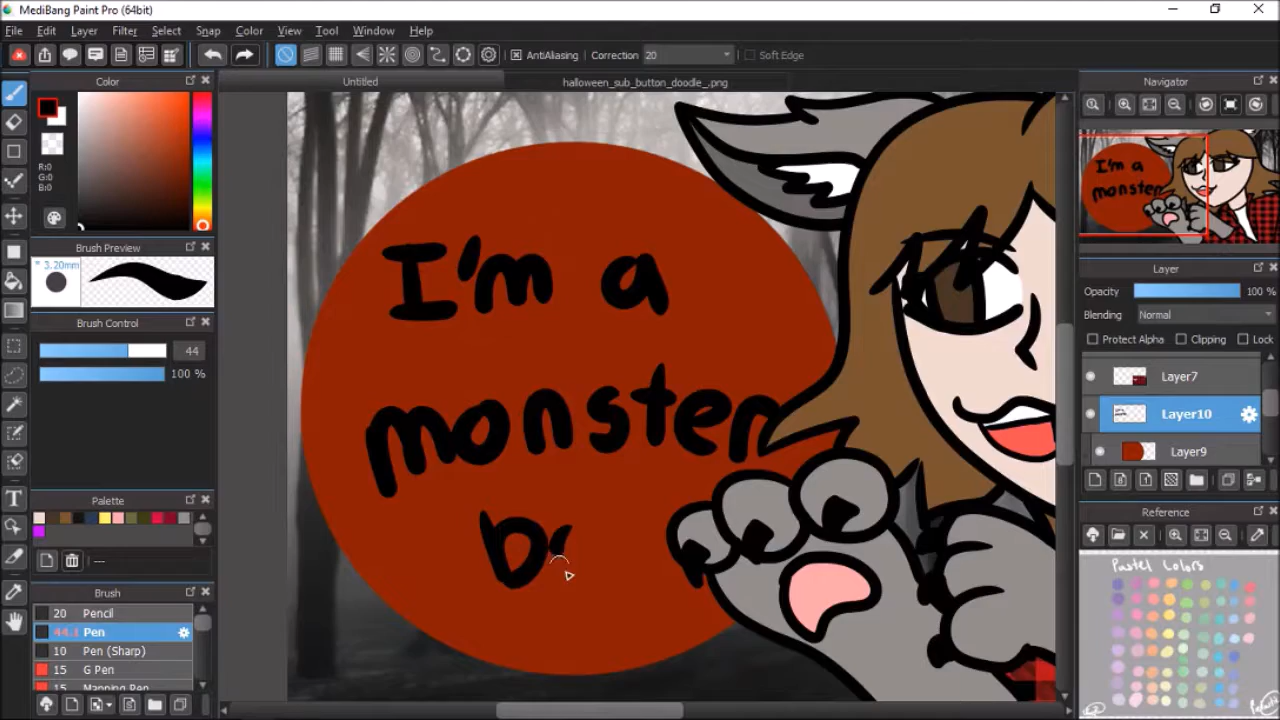 MediBang Paint Pro (64bit)
File Edit Layer Filter Select Snap Color View Tool Window Help
AntiAliasing Correction 20 Soft Edge
Color
Untitled
halloween_sub_button_doodle_.png
Navigator
R:0
G:0
B:0
Brush Preview
* 3.20mm
Brush Control
44
100 %
Palette
---
Brush
20 Pencil
44.1 Pen
10 Pen (Sharp)
15 G Pen
15 Mapping Pen
I'm a
monster
br
I'm a
monster
Layer
Opacity 100 %
Blending Normal
Protect Alpha Clipping Lock
Layer7
Layer10
Layer9
Reference
Pastel Colors